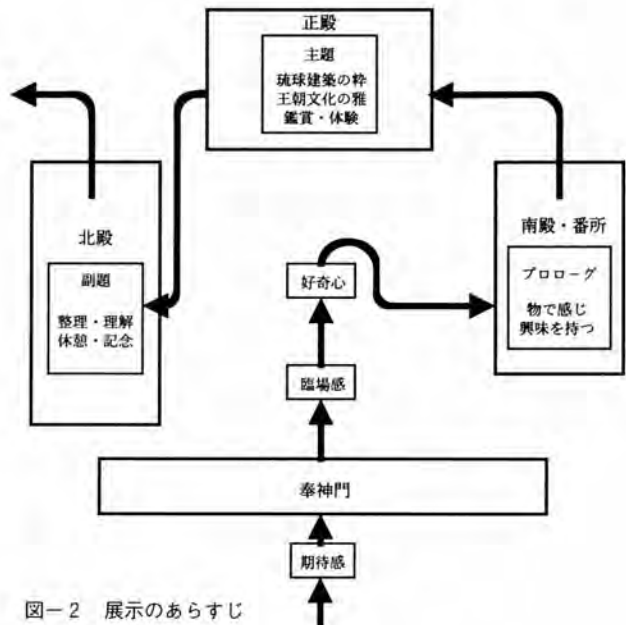 正殿
主題
琉球建築の粋
王朝文化の雅
鑑賞・体験
北殿
副題
整理・理解
休憩・記念
南殿・番所
プロローグ
物で感じ
興味を持つ
好奇心
臨場感
奉神門
期待感
図－2 展示のあらすじ